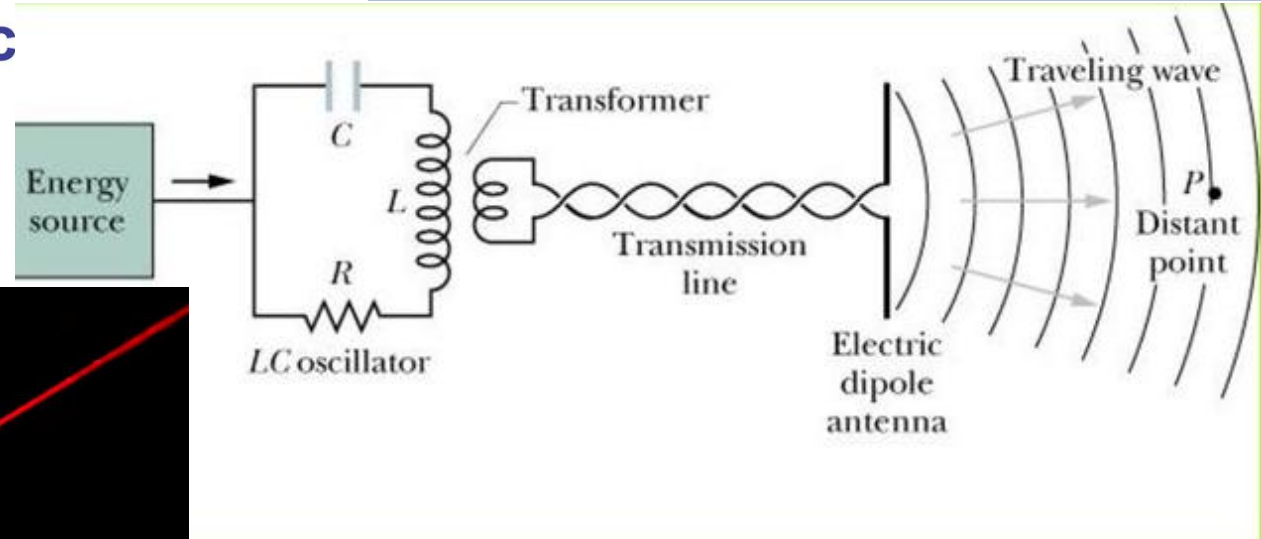 c
Energy
source
C
L
R
LC oscillator
Transformer
Transmission
line
Electric
dipole
antenna
Traveling wave
P
Distant
point